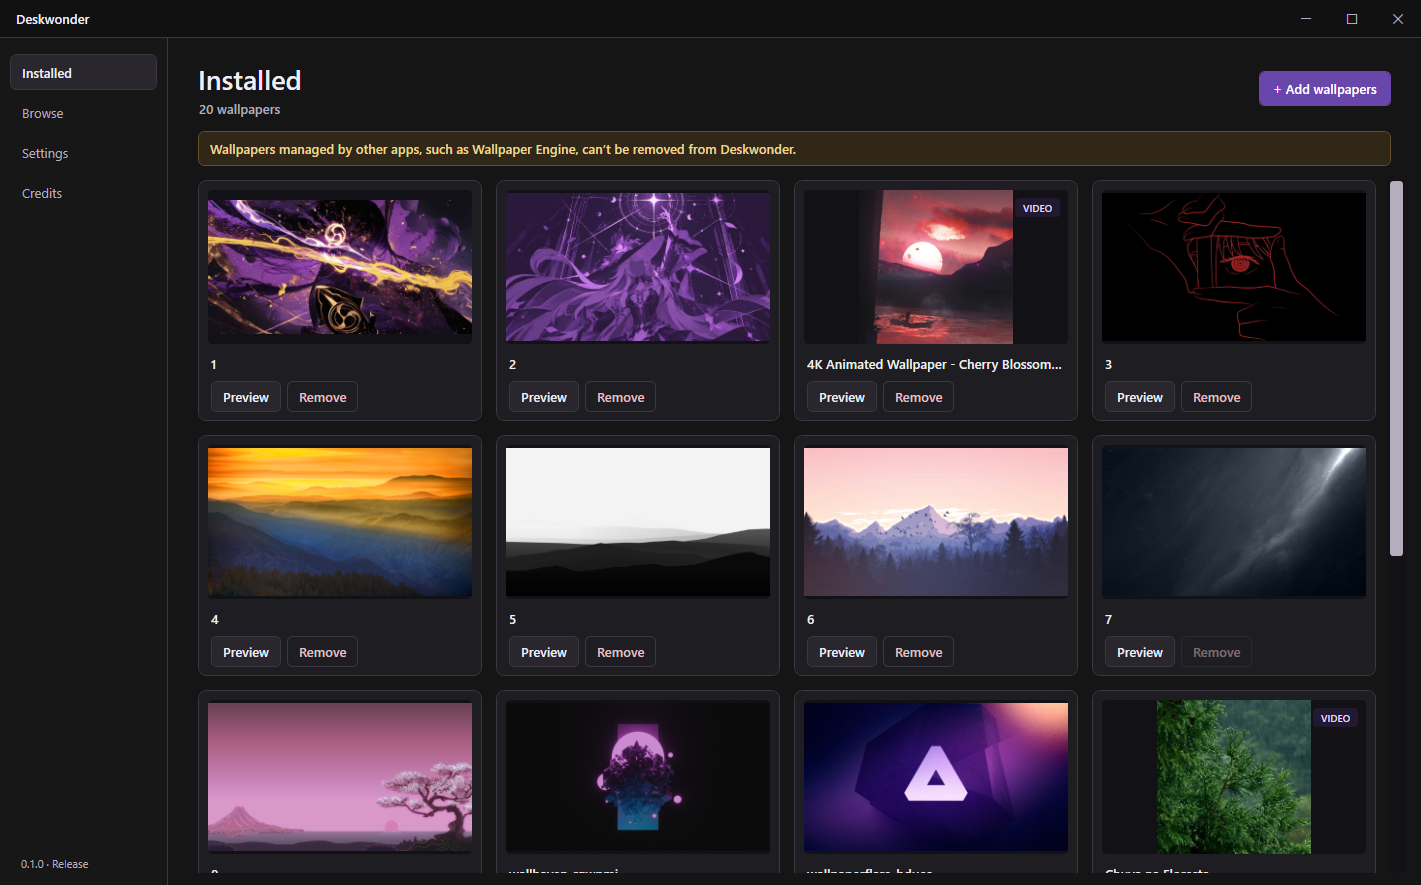 Deskwonder
Installed
Browse
Settings
Credits
Installed
20 wallpapers
+ Add wallpapers
Wallpapers managed by other apps, such as Wallpaper Engine, can’t be removed from Deskwonder.
VIDEO
1
2
4K Animated Wallpaper - Cherry Blossom...
3
Preview Remove Preview Remove Preview Remove Preview Remove
4
5
6
7
Preview Remove Preview Remove Preview Remove Preview Remove
VIDEO
0.1.0 · Release